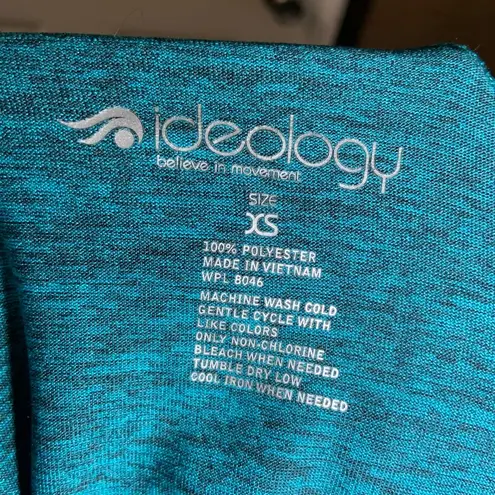 ideology
believe in movement
SIZE
XS
100% POLYESTER
MADE IN VIETNAM
WPL 8046
MACHINE WASH COLD
GENTLE CYCLE WITH
LIKE COLORS
ONLY NON-CHLORINE
BLEACH WHEN NEEDED
TUMBLE DRY LOW
COOL IRON WHEN NEEDED